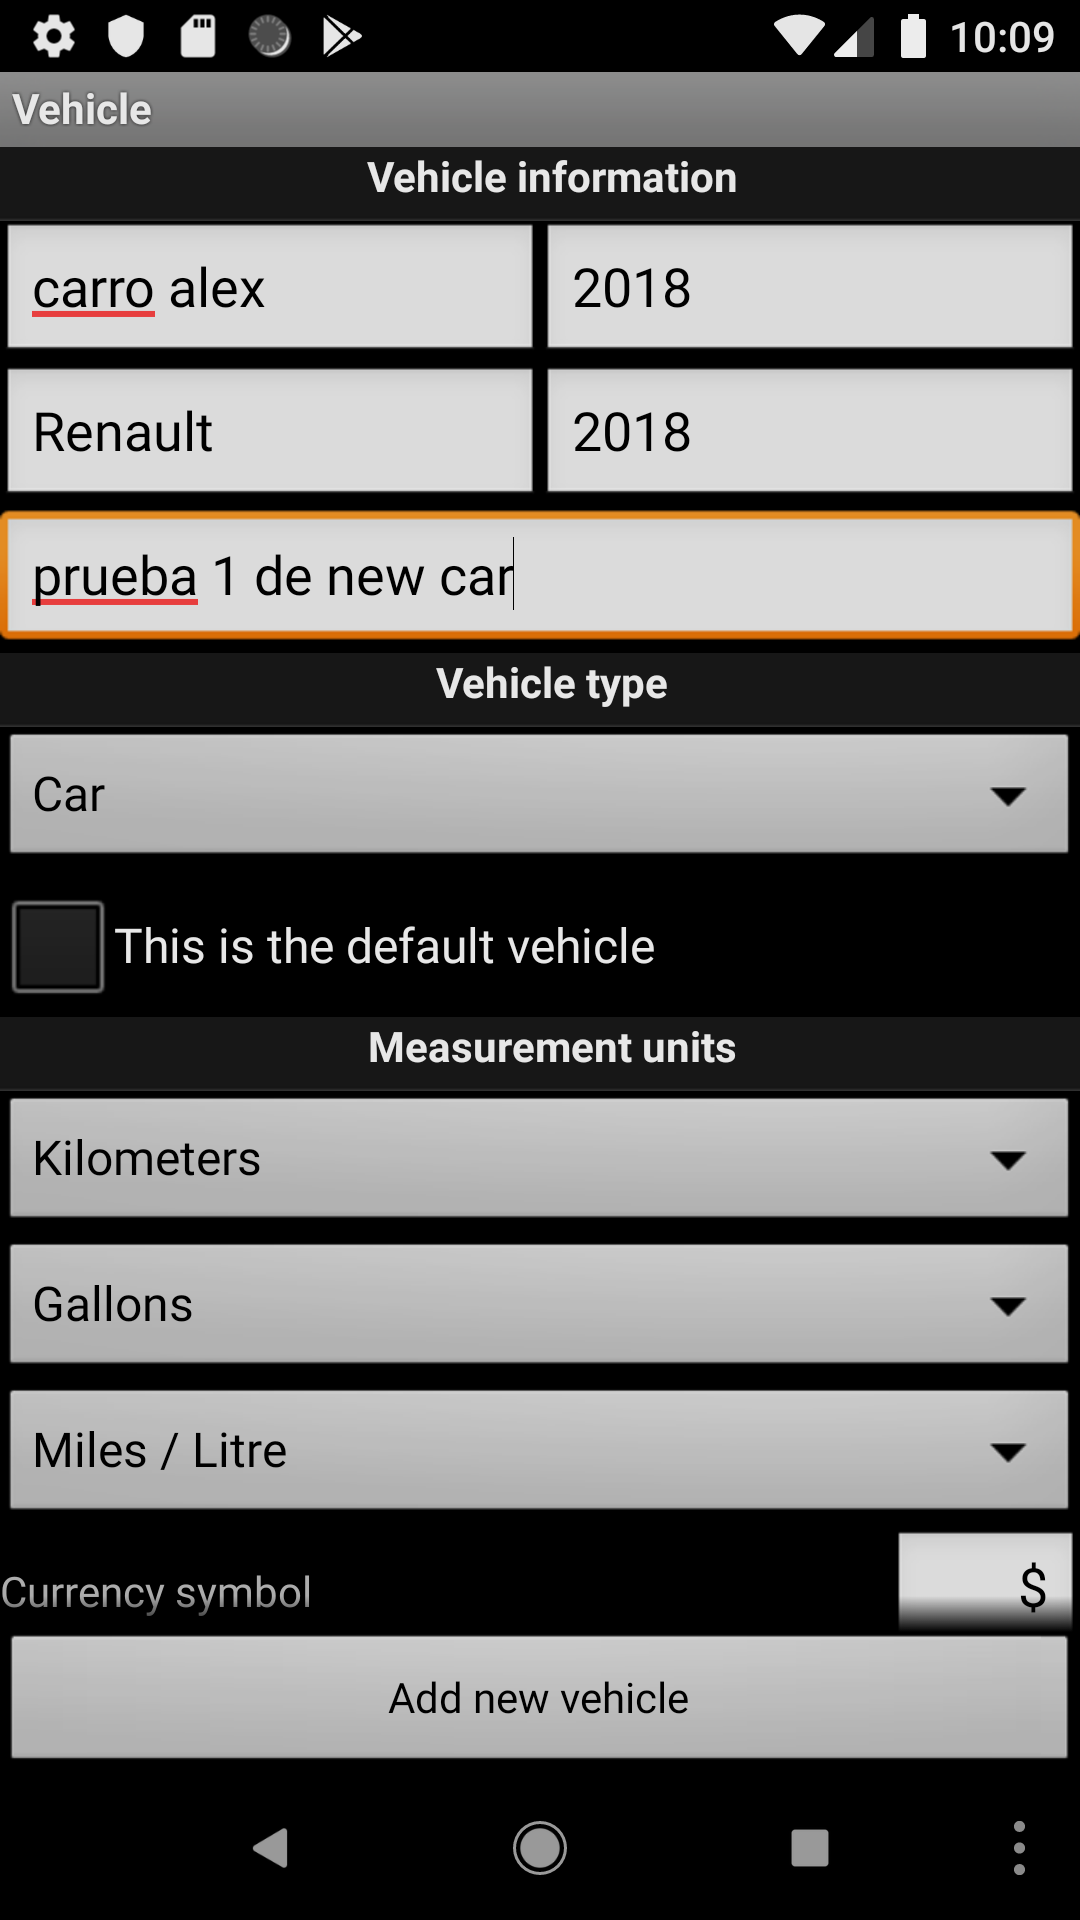 10:09
Vehicle
Vehicle information
carro alex
2018
Renault
2018
prueba 1 de new car
Vehicle type
Car
This is the default vehicle
Measurement units
Kilometers
Gallons
Miles / Litre
Currency symbol
$
Add new vehicle